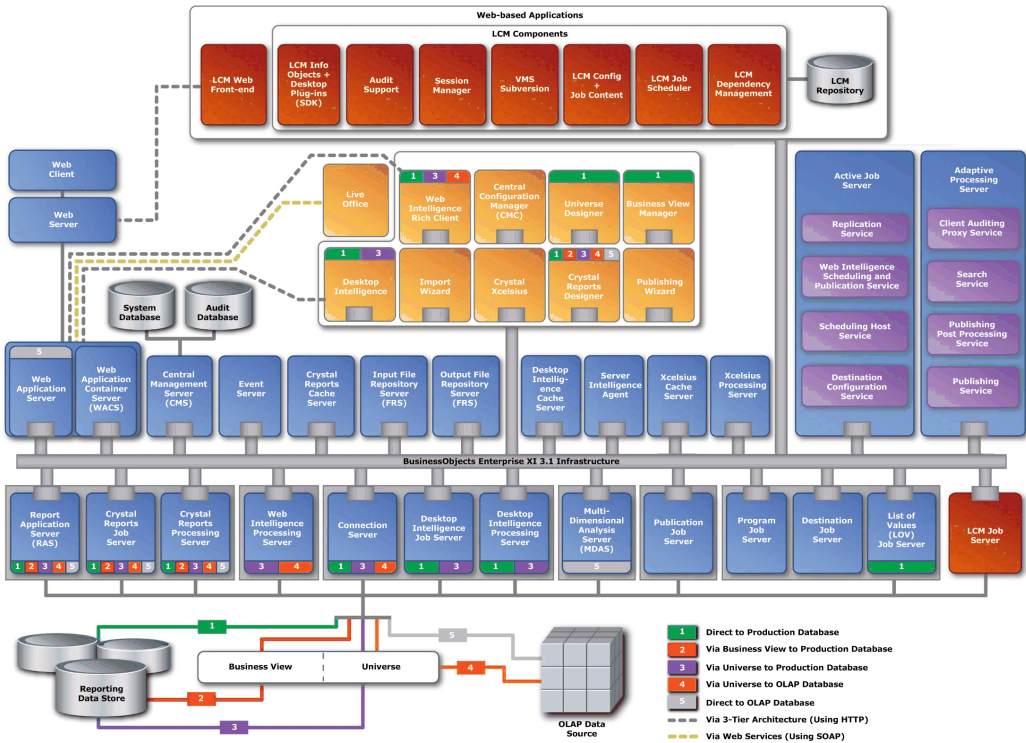 Web-based Applications
LCM Components
LCM Web
Front-end
LCM Info
Objects +
Desktop
Plug-ins
(SDK)
Audit
Support
Session
Manager
VMS
Subversion
LCM Config
+
Job Content
LCM Job
Scheduler
LCM
Dependency
Management
LCM
Repository
Web
Client
Web
Server
Live
Office
1 3 4
Web
Intelligence
Rich Client
Central
Configuration
Manager
(CMC)
1
Universe
Designer
1
Business View
Manager
1 3
Desktop
Intelligence
Import
Wizard
Crystal
Xcelsius
1 2 3 4 5
Crystal
Reports
Designer
Publishing
Wizard
Active Job
Server
Replication
Service
Web Intelligence
Scheduling and
Publication Service
Scheduling Host
Service
Destination
Configuration
Service
Adaptive
Processing
Server
Client Auditing
Proxy Service
Search
Service
Publishing
Post Processing
Service
Publishing
Service
System
Database
Audit
Database
5
Web
Application
Server
Web
Application
Container
Server
(WACS)
Central
Management
Server
(CMS)
Event
Server
Crystal
Reports
Cache
Server
Input File
Repository
Server
(FRS)
Output File
Repository
Server
(FRS)
Desktop
Intellig-
ence
Cache
Server
Server
Intelligence
Agent
Xcelsius
Cache
Server
Xcelsius
Processing
Server
BusinessObjects Enterprise XI 3.1 Infrastructure
Report
Application
Server
(RAS)
1 2 3 4 5
Crystal
Reports
Job
Server
1 2 3 4 5
Crystal
Reports
Processing
Server
1 2 3 4 5
Web
Intelligence
Processing
Server
3 4
Connection
Server
1 3 4
Desktop
Intelligence
Job Server
1 3
Desktop
Intelligence
Processing
Server
1 3
Multi-
Dimensional
Analysis
Server
(MDAS)
5
Publication
Job
Server
Program
Job
Server
Destination
Job
Server
List of
Values
(LOV)
Job Server
1
LCM Job
Server
1
5
Business View
Universe
4
Reporting
Data Store
2
3
OLAP Data
Source
1 Direct to Production Database
2 Via Business View to Production Database
3 Via Universe to Production Database
4 Via Universe to OLAP Database
5 Direct to OLAP Database
Via 3-Tier Architecture (Using HTTP)
Via Web Services (Using SOAP)